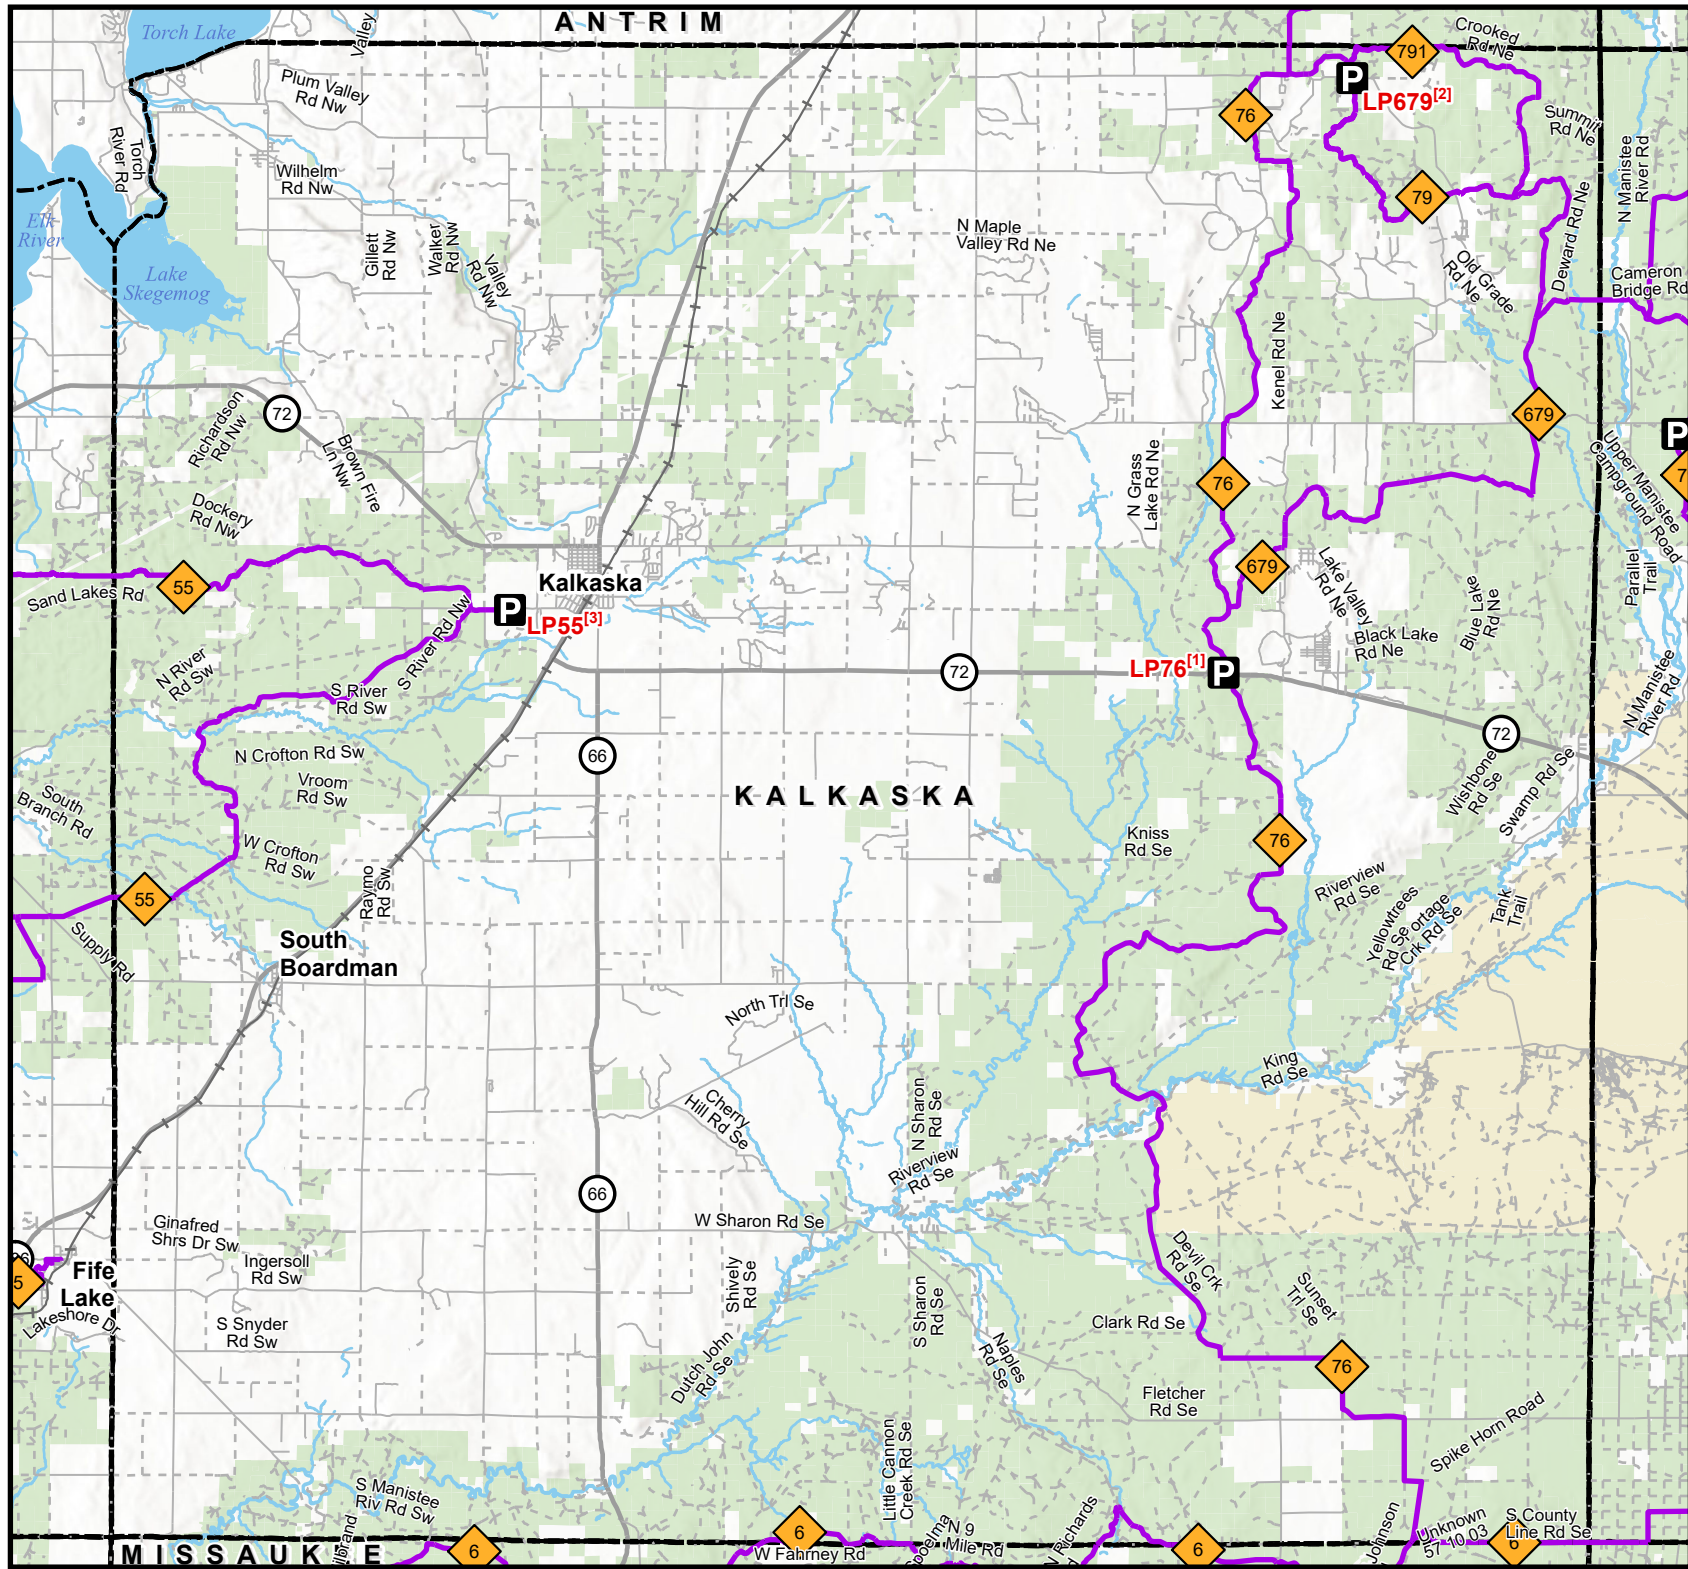 ANTRIM
Torch Lake
Valley
Crooked
Rd Ne
791
P
LP679[2]
Plum Valley
Rd Nw
76
Summit
Rd Ne
Torch
River Rd
Wilhelm
Rd Nw
N Manistee
River Rd
79
Elk
River
N Maple
Valley Rd Ne
Gillett
Rd Nw
Walker
Rd Nw
Valley
Rd Nw
Deward Rd Ne
Old Grade
Rd Ne
Lake
Skegemog
Cameron
Bridge Rd
Kenel Rd Ne
72
Richardson
Rd Nw
Brown Fire
Ln Nw
679
P
7
N Grass
Lake Rd Ne
76
Upper Manistee
Campground Road
Dockery
Rd Nw
679
Kalkaska
55
Sand Lakes Rd
P
LP55[3]
Lake Valley
Rd Ne
Blue Lake
Rd Ne
Parallel
Trail
S River Rd Nw
Black Lake
Rd Ne
N River
Rd Sw
72
LP76[1]
P
S River
Rd Sw
N Manistee
River Rd
72
N Crofton Rd Sw
66
Vroom
Rd Sw
South
Branch Rd
KALKASKA
Wishbone
Rd Se
Swamp Rd Se
Kniss
Rd Se
76
W Crofton
Rd Sw
Raymo
Rd Sw
Riverview
Rd Se
55
Yellowtrees
Rd Se
ortage
Crk Rd Se
Tank
Trail
Supply Rd
South
Boardman
North Trl Se
King
Rd Se
Cherry
Hill Rd Se
N Sharon
Rd Se
Riverview
Rd Se
66
W Sharon Rd Se
Ginafred
Shrs Dr Sw
Ingersoll
Rd Sw
5
Fife
Lake
Lakeshore Dr
Shively
Rd Se
Devil Crk
Rd Se
Sunset
Trl Se
S Sharon
Rd Se
Clark Rd Se
S Snyder
Rd Sw
Naples
Rd Se
Dutch John
Rd Se
76
Fletcher
Rd Se
Spike Horn Road
Little Cannon
Creek Rd Se
S Manistee
Riv Rd Sw
6
N 9
Mile Rd
N Richards
Johnson
Unknown
57 10 03
S County
Line Rd Se
6
6
6
W Fahrney Rd
MISSAUKEE